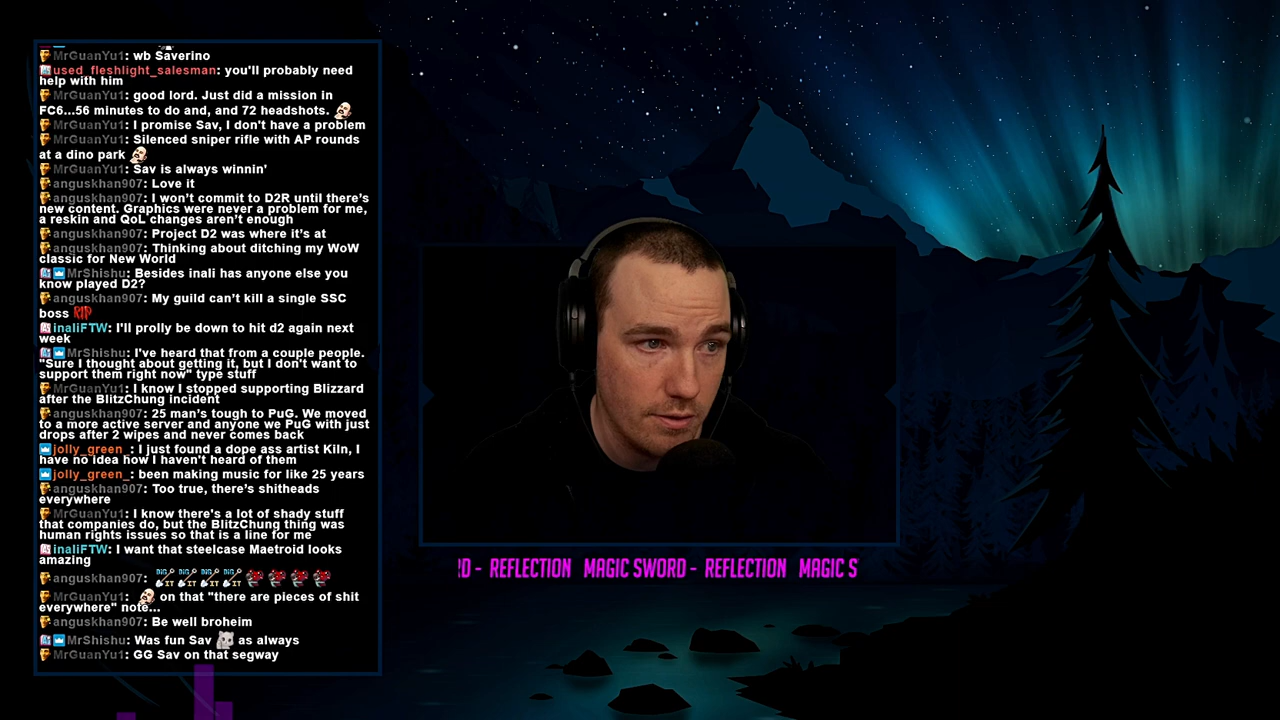 MrGuanYu1: wb Saverino
used_fleshlight_salesman: you'll probably need
help with him
MrGuanYu1: good lord. Just did a mission in
FC6...56 minutes to do and, and 72 headshots.
MrGuanYu1: I promise Sav, I don't have a problem
MrGuanYu1: Silenced sniper rifle with AP rounds
at a dino park
MrGuanYu1: Sav is always winnin'
anguskhan907: Love it
anguskhan907: I won't commit to D2R until there's
new content. Graphics were never a problem for me,
a reskin and QoL changes aren't enough
anguskhan907: Project D2 was where it's at
anguskhan907: Thinking about ditching my WoW
classic for New World
MrShishu: Besides inali has anyone else you
know played D2?
anguskhan907: My guild can't kill a single SSC
boss RIP
inaliFTW: I'll prolly be down to hit d2 again next
week
MrShishu: I've heard that from a couple people.
"Sure I thought about getting it, but I don't want to
support them right now" type stuff
MrGuanYu1: I know I stopped supporting Blizzard
after the BlitzChung incident
anguskhan907: 25 man's tough to PuG. We moved
to a more active server and anyone we PuG with just
drops after 2 wipes and never comes back
jolly_green_: I just found a dope ass artist Kiln, I
have no idea how I haven't heard of them
jolly_green_: been making music for like 25 years
anguskhan907: Too true, there's shitheads
everywhere
MrGuanYu1: I know there's a lot of shady stuff
that companies do, but the BlitzChung thing was
human rights issues so that is a line for me
inaliFTW: I want that steelcase Maetroid looks
amazing
anguskhan907:
MrGuanYu1: on that "there are pieces of shit
everywhere" note...
anguskhan907: Be well broheim
MrShishu: Was fun Sav as always
MrGuanYu1: GG Sav on that segway
D - REFLECTION MAGIC SWORD - REFLECTION MAGIC S